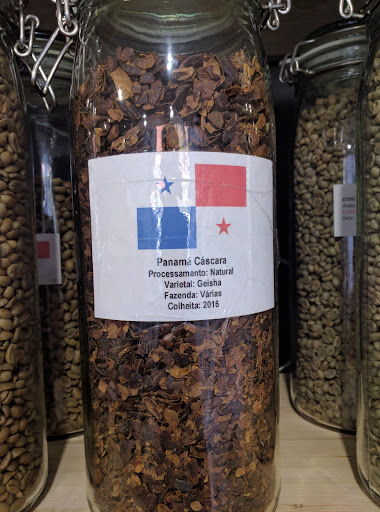 Panamá Cáscara
Processamento: Natural
Varietal: Geisha
Fazenda: Várias
Colheita: 2016